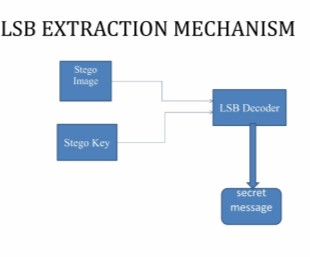 LSB EXTRACTION MECHANISM
Stego
Image
LSB Decoder
Stego Key
secret
message